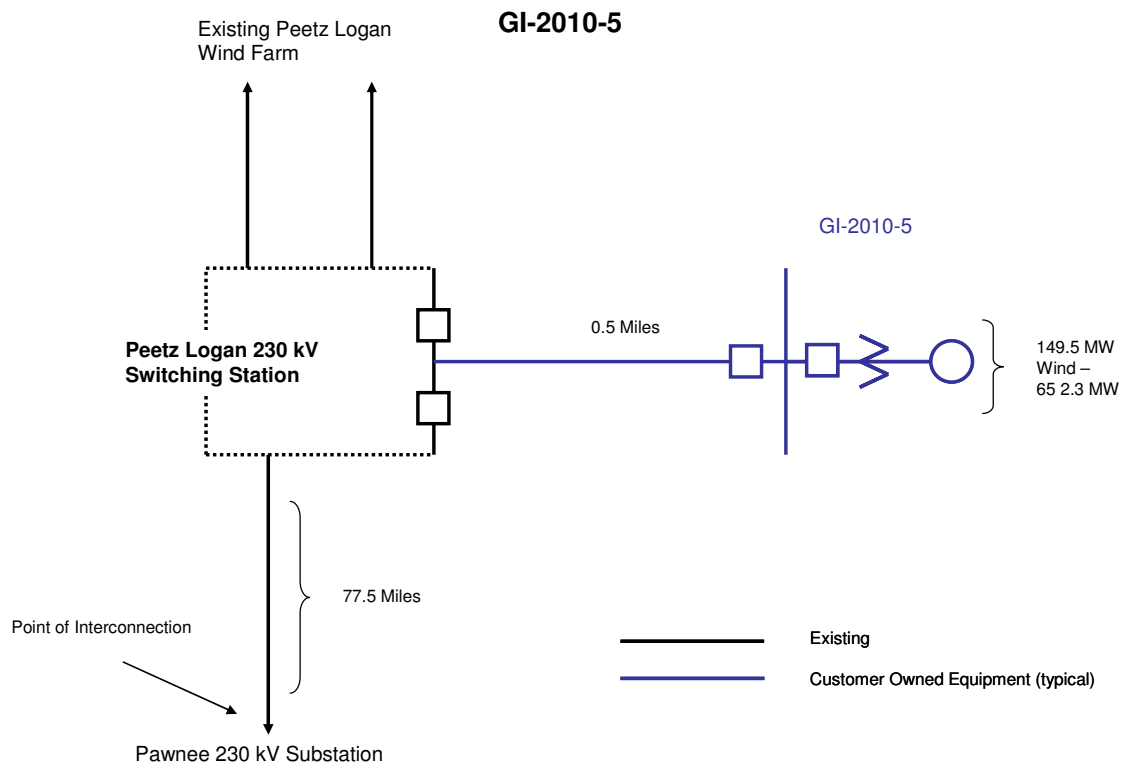 GI-2010-5
Existing Peetz Logan
Wind Farm
GI-2010-5
0.5 Miles
149.5 MW
Wind –
65 2.3 MW
Peetz Logan 230 kV
Switching Station
77.5 Miles
Point of Interconnection
Existing
Customer Owned Equipment (typical)
Pawnee 230 kV Substation